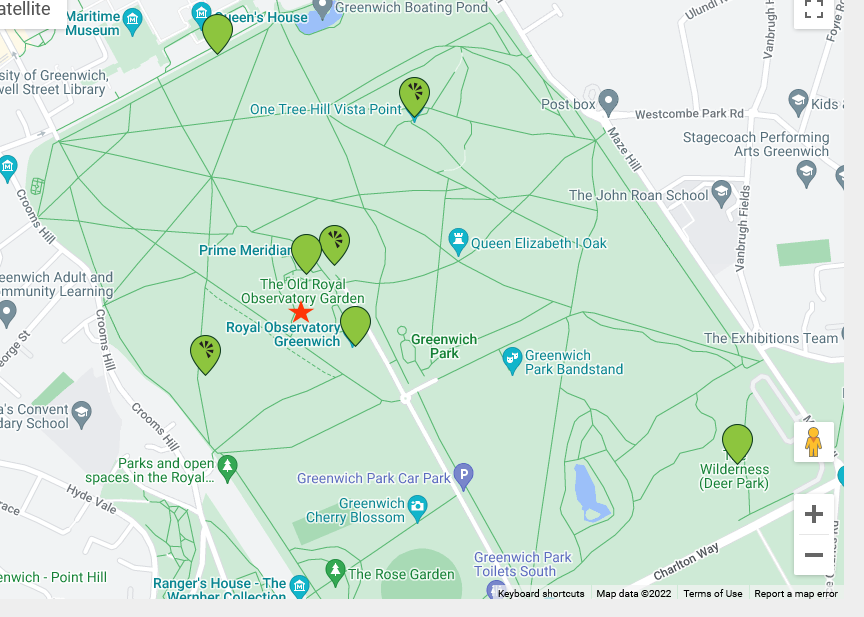 atellite
Maritime
Museum
Queen's House
Greenwich Boating Pond
Ulundi R
Vanbrugh H
Foyle Ro
sity of Greenwich,
well Street Library
One Tree Hill Vista Point
Post box
Westcombe Park Rd
Kids &
Maze Hill
Stagecoach Performing
Arts Greenwich
Crooms Hill
The John Roan School
Vanbrugh Fields
Prime Meridian
Queen Elizabeth I Oak
eenwich Adult and
mmunity Learning
The Old Royal
Observatory Garden
Royal Observatory
Greenwich
Crooms Hill
eorge St
Greenwich
Park
The Exhibitions Team
Greenwich
Park Bandstand
a's Convent
dary School
Crooms Hill
Parks and open
spaces in the Royal...
The
Wilderness
(Deer Park)
Greenwich Park Car Park
P
Hyde Vale
race
Greenwich
Cherry Blossom
Charlton Way
Greenwich Park
Toilets South
enwich - Point Hill
Ranger's House - The
Wernher Collection
The Rose Garden
Keyboard shortcuts
Map data ©2022
Terms of Use
Report a map error